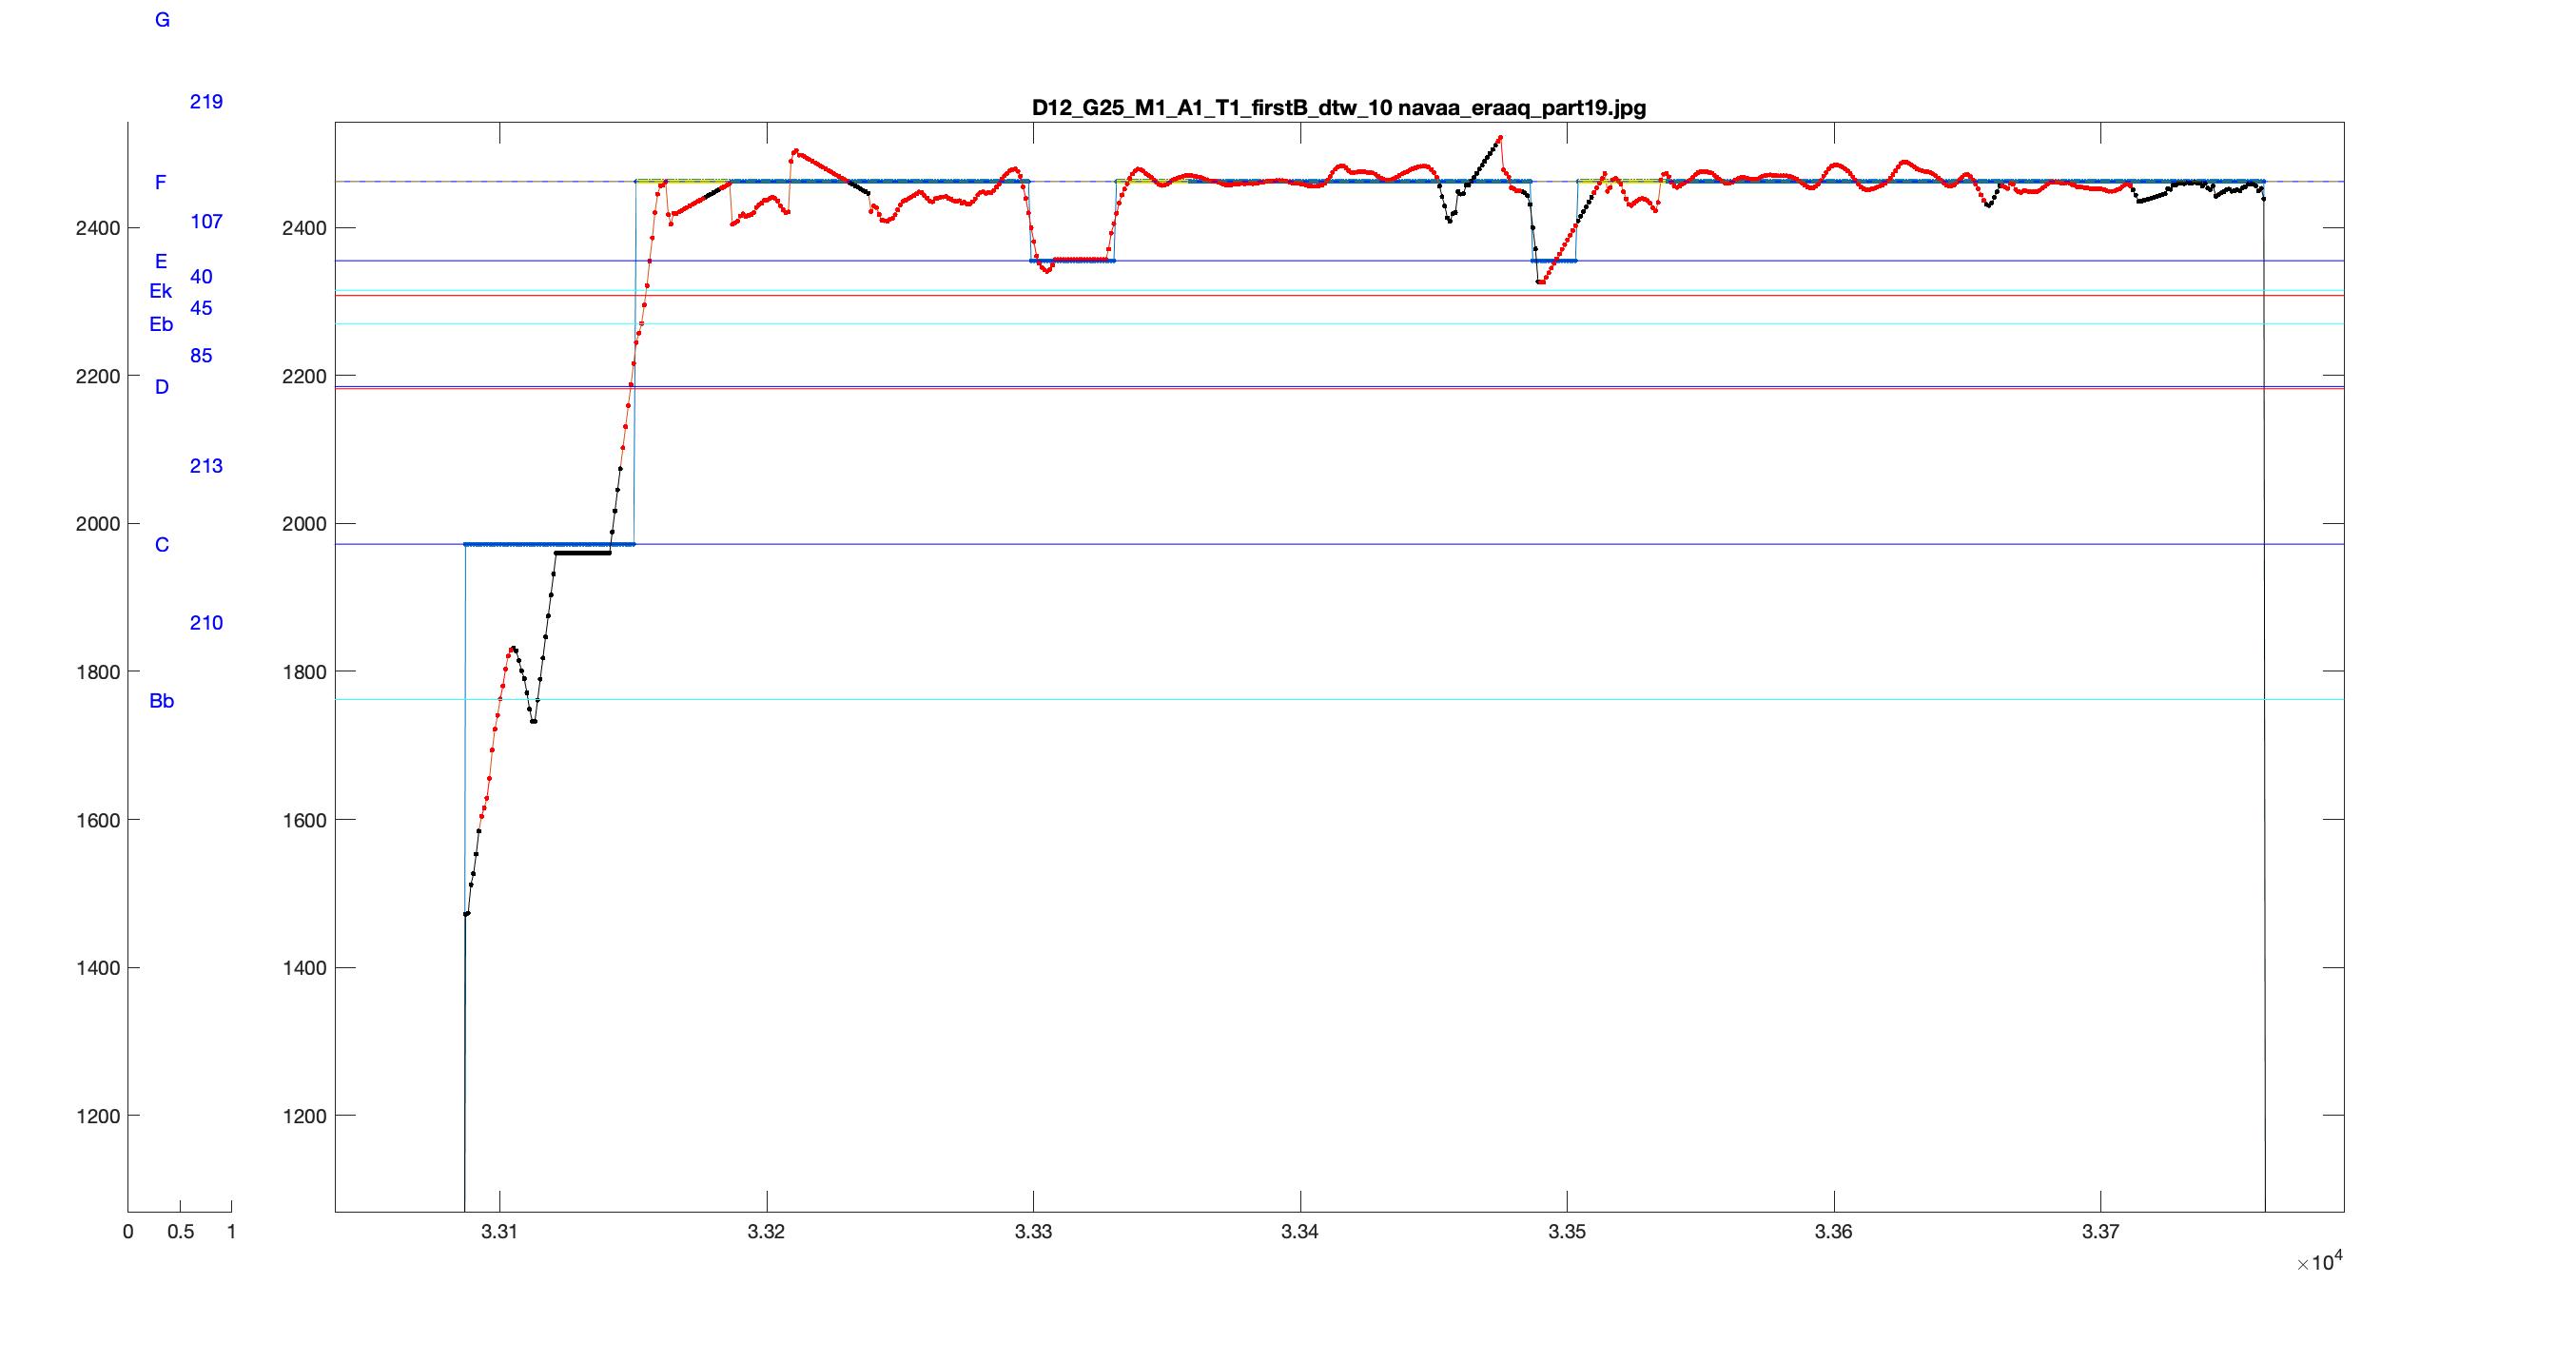 G
219
D12_G25_M1_A1_T1_firstB_dtw_10 navaa_eraaq_part19.jpg
F
107
2400
2400
E
40
Ek
45
Eb
85
2200
2200
D
213
2000
2000
C
210
1800
1800
Bb
1600
1600
1400
1400
1200
1200
0 0.5 1
3.31 3.32 3.33 3.34 3.35 3.36 3.37
×10^4